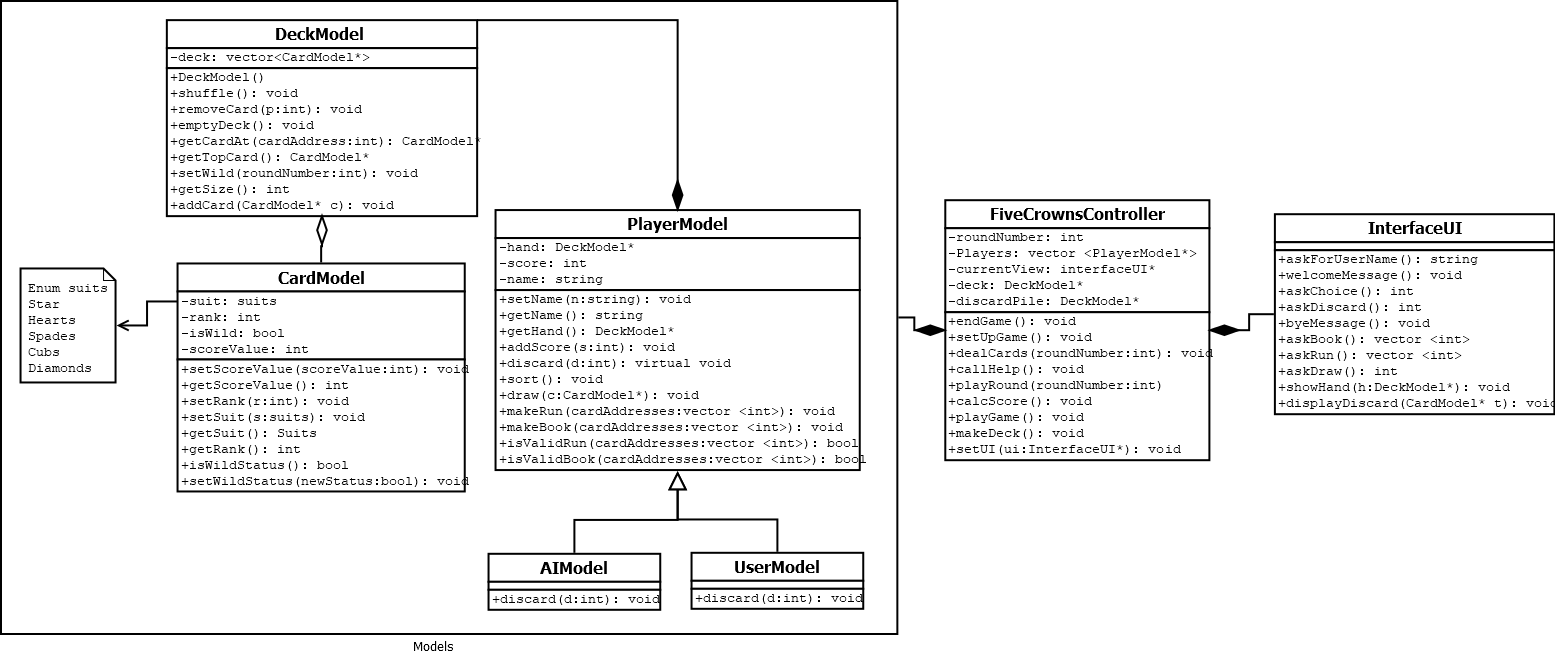 DeckModel
-deck: vector<CardModel*>
+DeckModel()
+shuffle(): void
+removeCard(p:int): void
+emptyDeck(): void
+getCardAt(cardAddress:int): CardModel*
+getTopCard(): CardModel*
+setWild(roundNumber:int): void
+getSize(): int
+addCard(CardModel* c): void
Enum suits
Star
Hearts
Spades
Cubs
Diamonds
CardModel
-suit: suits
-rank: int
-isWild: bool
-scoreValue: int
+setScoreValue(scoreValue:int): void
+getScoreValue(): int
+setRank(r:int): void
+setSuit(s:suits): void
+getSuit(): Suits
+getRank(): int
+isWildStatus(): bool
+setWildStatus(newStatus:bool): void
PlayerModel
-hand: DeckModel*
-score: int
-name: string
+setName(n:string): void
+getName(): string
+getHand(): DeckModel*
+addScore(s:int): void
+discard(d:int): virtual void
+sort(): void
+draw(c:CardModel*): void
+makeRun(cardAddresses:vector <int>): void
+makeBook(cardAddresses:vector <int>): void
+isValidRun(cardAddresses:vector <int>): bool
+isValidBook(cardAddresses:vector <int>): bool
AIModel
+discard(d:int): void
UserModel
+discard(d:int): void
Models
FiveCrownsController
-roundNumber: int
-Players: vector <PlayerModel*>
-currentView: interfaceUI*
-deck: DeckModel*
-discardPile: DeckModel*
+endGame(): void
+setUpGame(): void
+dealCards(roundNumber:int): void
+callHelp(): void
+playRound(roundNumber:int)
+calcScore(): void
+playGame(): void
+makeDeck(): void
+setUI(ui:InterfaceUI*): void
InterfaceUI
+askForUserName(): string
+welcomeMessage(): void
+askChoice(): int
+askDiscard(): int
+byeMessage(): void
+askBook(): vector <int>
+askRun(): vector <int>
+askDraw(): int
+showHand(h:DeckModel*): void
+displayDiscard(CardModel* t): void